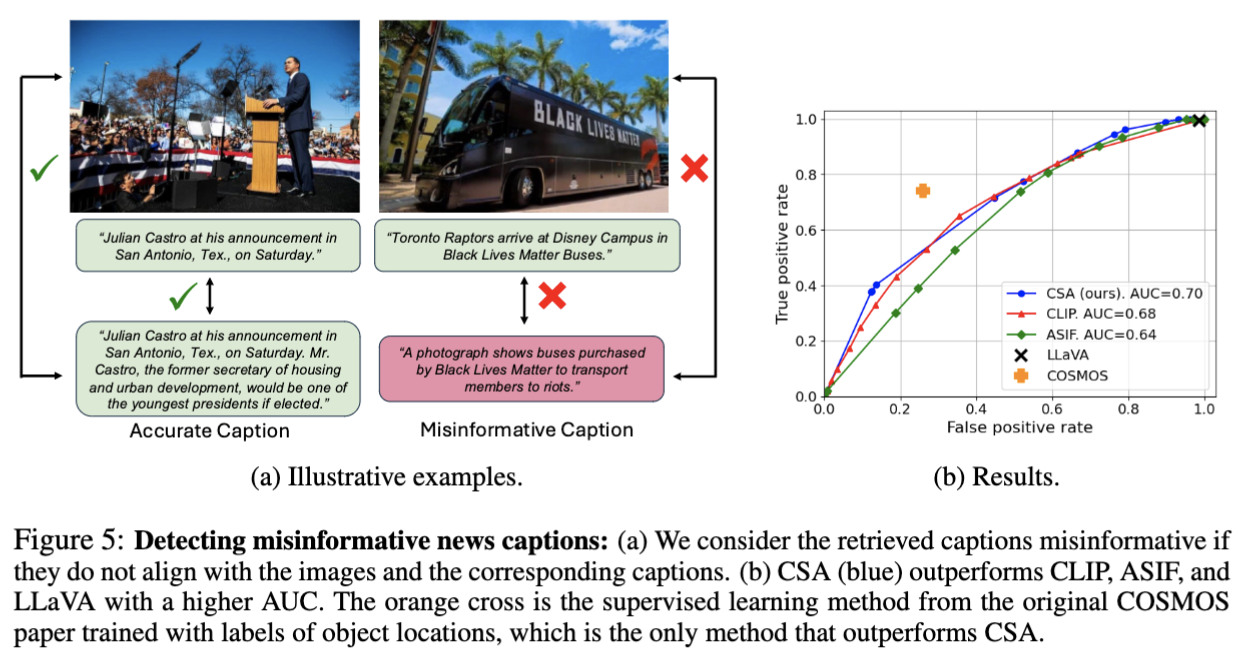 BLACK LIVES MATTER
“Julian Castro at his announcement in
San Antonio, Tex., on Saturday.”
“Toronto Raptors arrive at Disney Campus in
Black Lives Matter Buses.”
“Julian Castro at his announcement in
San Antonio, Tex., on Saturday. Mr.
Castro, the former secretary of housing
and urban development, would be one of
the youngest presidents if elected.”
“A photograph shows buses purchased
by Black Lives Matter to transport
members to riots.”
Accurate Caption
Misinformative Caption
(a) Illustrative examples.
True positive rate
1.0
0.8
0.6
0.4
0.2
0.0
0.0
0.2
0.4
0.6
0.8
1.0
False positive rate
CSA (ours). AUC=0.70
CLIP. AUC=0.68
ASIF. AUC=0.64
LLaVA
COSMOS
(b) Results.
Figure 5: Detecting misinformative news captions: (a) We consider the retrieved captions misinformative if
they do not align with the images and the corresponding captions. (b) CSA (blue) outperforms CLIP, ASIF, and
LLaVA with a higher AUC. The orange cross is the supervised learning method from the original COSMOS
paper trained with labels of object locations, which is the only method that outperforms CSA.